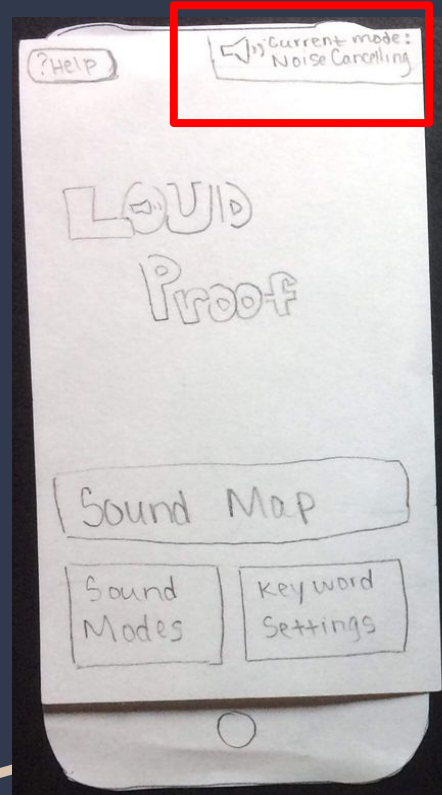 ?Help
Current mode:
Noise Cancelling
LOUD
Proof
Sound Map
Sound
Modes
Keyword
Settings